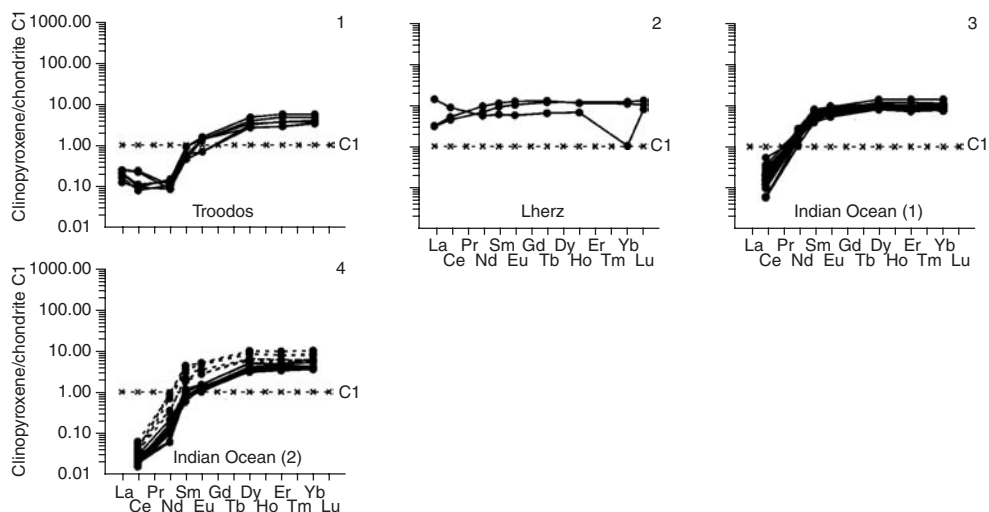 Clinopyroxene/chondrite C1
1000.00
100.00
10.00
1.00
0.10
0.01
1
C1
Troodos
2
C1
Lherz
La Pr Sm Gd Dy Er Yb
Ce Nd Eu Tb Ho Tm Lu
3
C1
Indian Ocean (1)
La Pr Sm Gd Dy Er Yb
Ce Nd Eu Tb Ho Tm Lu
Clinopyroxene/chondrite C1
1000.00
100.00
10.00
1.00
0.10
0.01
4
C1
Indian Ocean (2)
La Pr Sm Gd Dy Er Yb
Ce Nd Eu Tb Ho Tm Lu